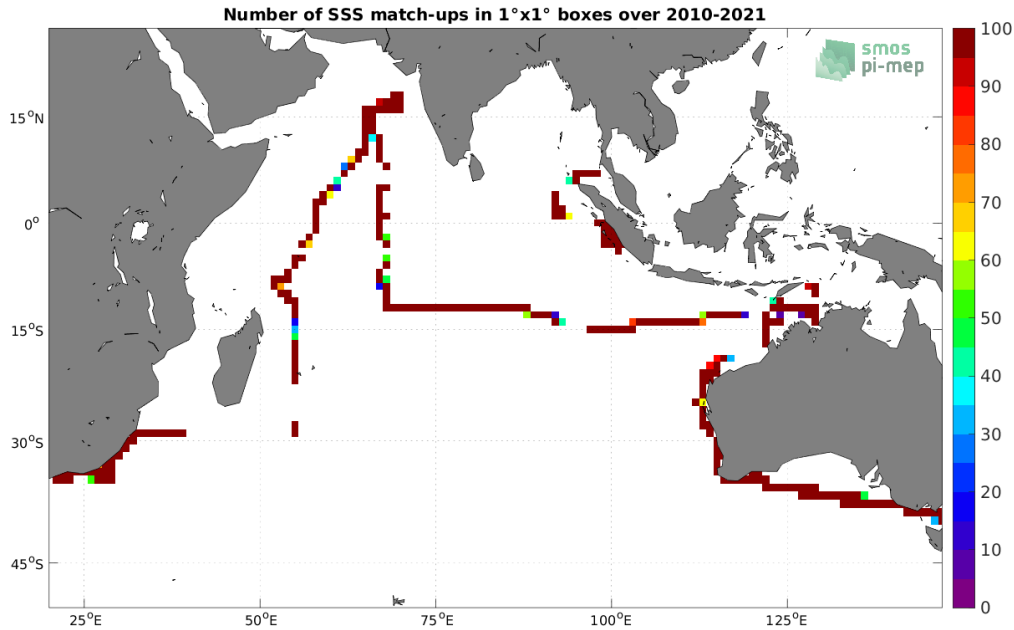 Number of SSS match-ups in 1°x1° boxes over 2010-2021
smos
pi-mep
15°N
0°
15°S
30°S
45°S
25°E
50°E
75°E
100°E
125°E
100
90
80
70
60
50
40
30
20
10
0